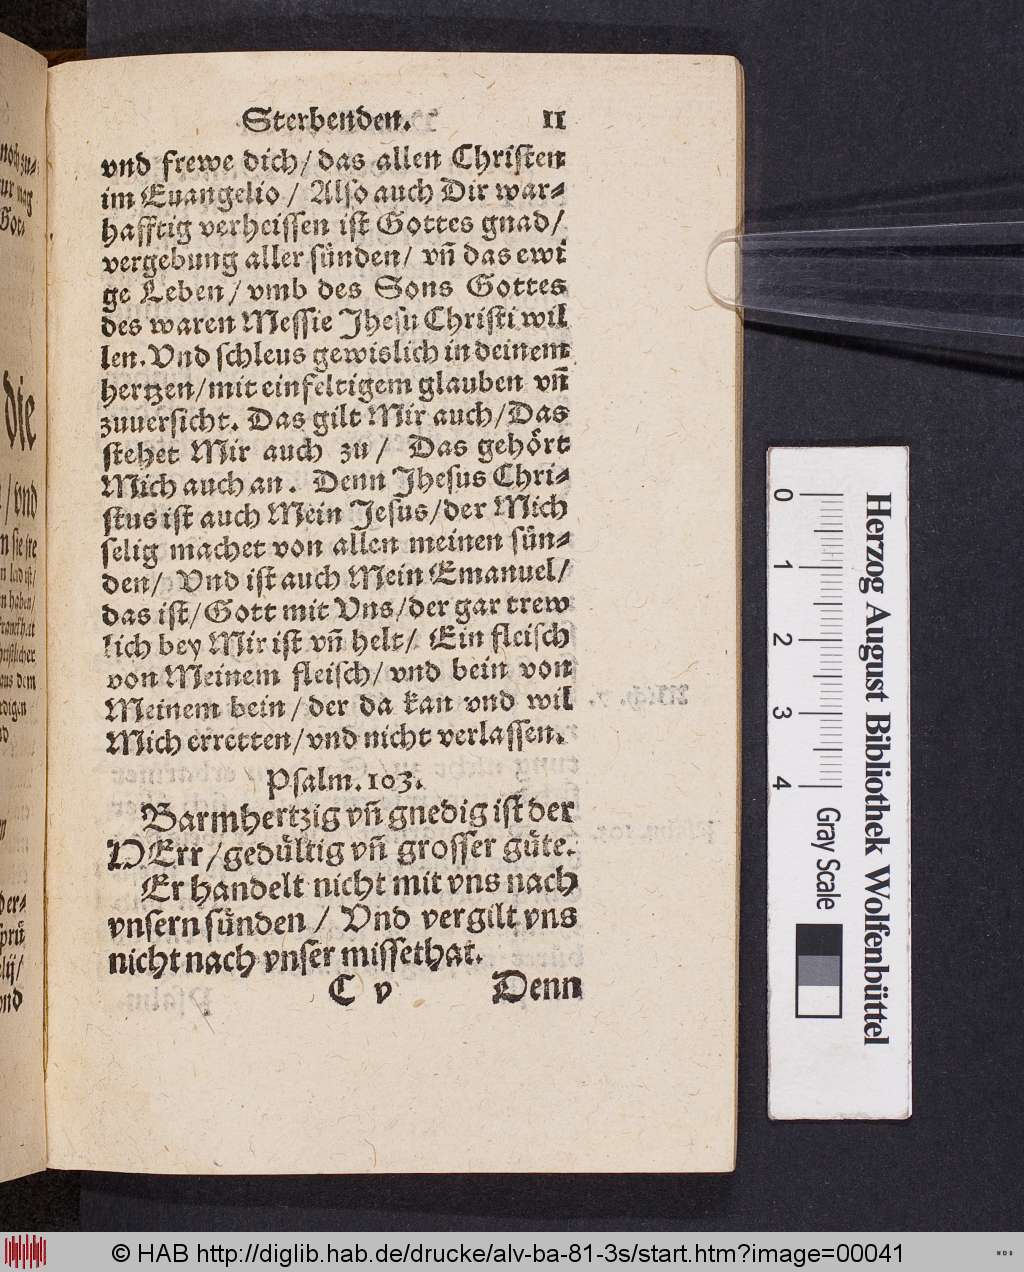 Sterbenden. 11
vnd frewe dich/das allen Christen
im Euangelio / Also auch Dir war-
hafftig verheissen ist Gottes gnad/
vergebung aller sünden/ vn̄ das ewi
ge Leben/ vmb des Sons Gottes
des waren Messie Jhesu Christi wil
len. Vnd schleus gewislich in deinem
hertzen/mit einfeltigem glauben vn̄
zuuersicht. Das gilt Mir auch/Das
stehet Mir auch zu/ Das gehört
Mich auch an. Denn Jhesus Chri-
stus ist auch Mein Jesus/der Mich
selig machet von allen meinen sün-
den/ Vnd ist auch Mein Emanuel/
das ist/Gott mit Vns/der gar trew
lich bey Mir ist vn̄ helt/ Ein fleisch
von Meinem fleisch/ vnd bein von
Meinem bein/der da kan vnd wil
Mich erretten/vnd nicht verlassen.
Psalm. 103.
Barmhertzig vn̄ gnedig ist der
HErr/gedültig vn̄ grosser güte.
Er handelt nicht mit vns nach
vnsern sünden / Vnd vergilt vns
nicht nach vnser missethat.
C v Denn
die
/vnd
0 1 2 3 4
Gray Scale
Herzog August Bibliothek Wolfenbüttel
© HAB http://diglib.hab.de/drucke/alv-ba-81-3s/start.htm?image=00041